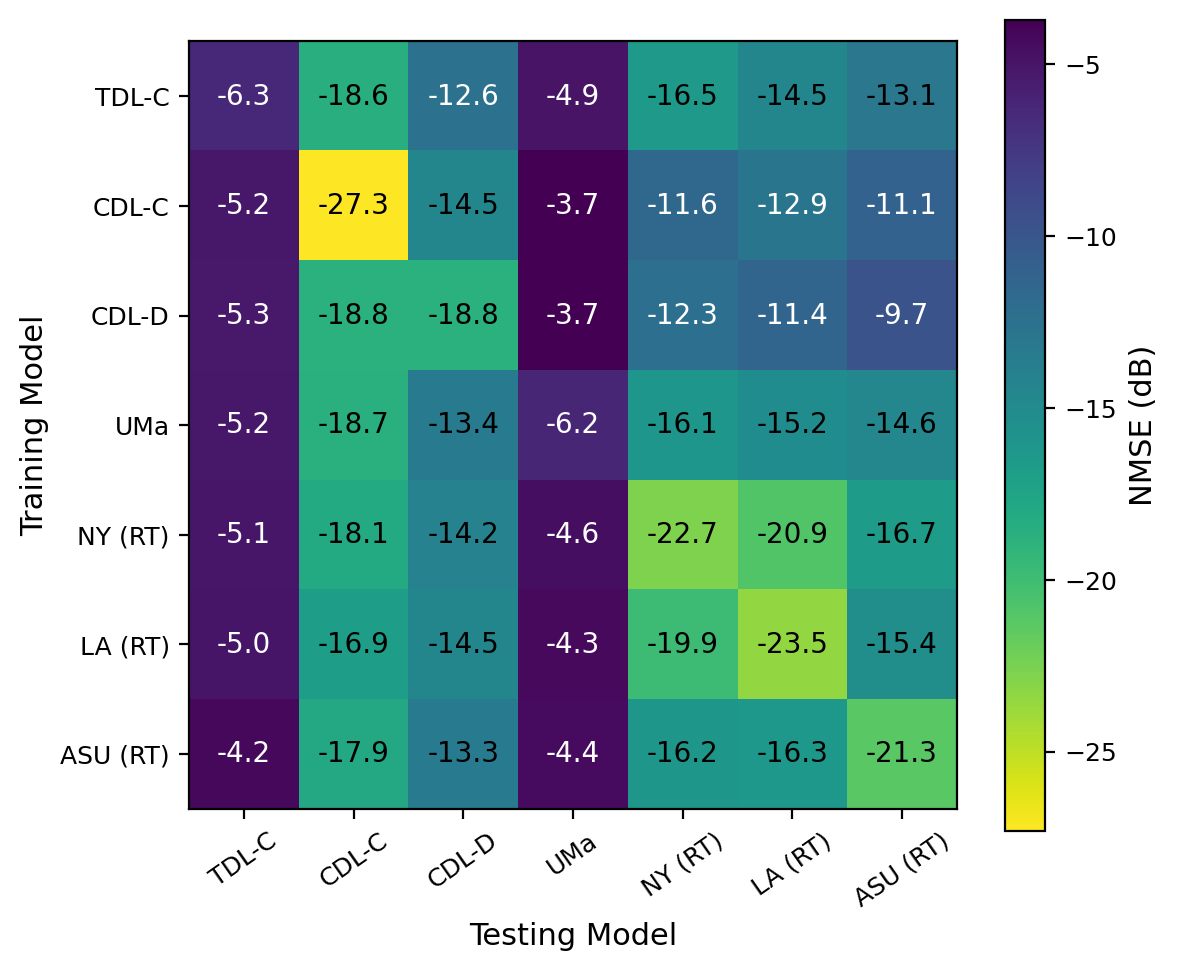 TDL-C -6.3 -18.6 -12.6 -4.9 -16.5 -14.5 -13.1
CDL-C -5.2 -27.3 -14.5 -3.7 -11.6 -12.9 -11.1
CDL-D -5.3 -18.8 -18.8 -3.7 -12.3 -11.4 -9.7
UMa -5.2 -18.7 -13.4 -6.2 -16.1 -15.2 -14.6
NY (RT) -5.1 -18.1 -14.2 -4.6 -22.7 -20.9 -16.7
LA (RT) -5.0 -16.9 -14.5 -4.3 -19.9 -23.5 -15.4
ASU (RT) -4.2 -17.9 -13.3 -4.4 -16.2 -16.3 -21.3
TDL-C CDL-C CDL-D UMa NY (RT) LA (RT) ASU (RT)
Testing Model
Training Model
−5
−10
−15
−20
−25
NMSE (dB)